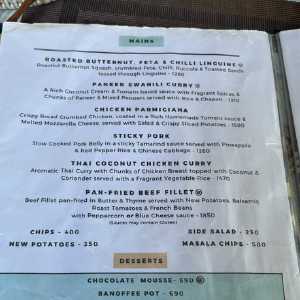 MAINS
ROASTED BUTTERNUT, FETA & CHILLI LINGUINE
Roasted Butternut Squash, crumbled Feta, Chilli, Rucola & Toasted Seeds
tossed through Linguine - 1280
PANEER SWAHILI CURRY
A Rich Coconut Cream & Tomato based sauce with Fragrant Spices &
Chunks of Paneer & Mixed Peppers served with Rice & Chapati
CHICKEN PARMIGIANA
Crispy Bread Crumbed Chicken, coated in a Rich Homemade Tomato sauce &
Melted Mozzarella Cheese, served with Salad & Crispy Sliced Potatoes -
STICKY PORK
Slow Cooked Pork Belly in a sticky Tamarind sauce served with Pineapple
& Red Pepper Rice & Chinese Cabbage -
THAI COCONUT CHICKEN CURRY
Aromatic Thai Curry with Chunks of Chicken Breast topped with Coconut &
Coriander served with a Fragrant Vegetable Rice - 1470
PAN-FRIED BEEF FILLET
Beef Fillet pan-fried in Butter & Thyme served with New Potatoes, Balsamic
Roast Tomatoes & French Beans
with Peppercorn or Blue Cheese sauce - 1850
CHIPS - 400
SIDE SALAD - 350
NEW POTATOES - 350
MASALA CHIPS - 500
DESSERTS
CHOCOLATE MOUSSE - 590
BANOFFEE POT - 590